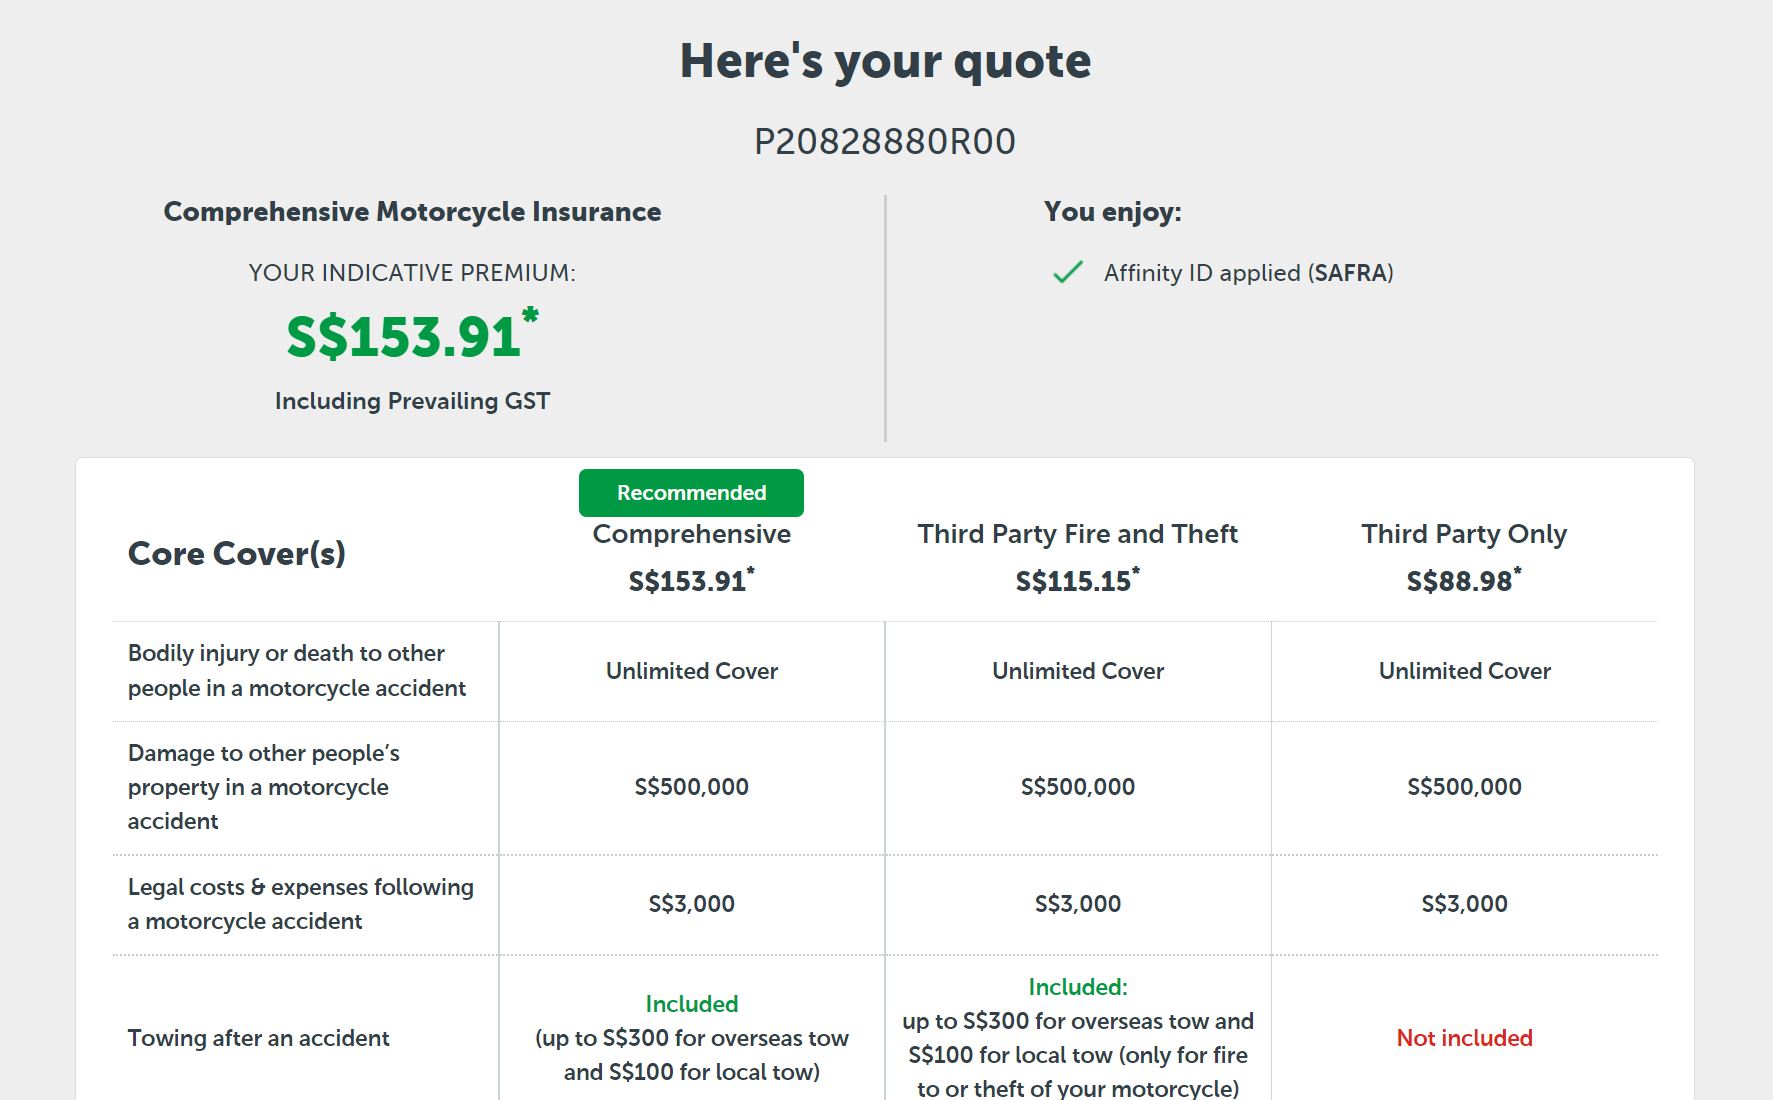 Here's your quote
P20828880R00
Comprehensive Motorcycle Insurance
YOUR INDICATIVE PREMIUM:
S$153.91*
Including Prevailing GST
You enjoy:
Affinity ID applied (SAFRA)
Recommended
Core Cover(s)
Comprehensive
S$153.91*
Third Party Fire and Theft
S$115.15*
Third Party Only
S$88.98*
Bodily injury or death to other
people in a motorcycle accident
Unlimited Cover
Unlimited Cover
Unlimited Cover
Damage to other people’s
property in a motorcycle
accident
S$500,000
S$500,000
S$500,000
Legal costs & expenses following
a motorcycle accident
S$3,000
S$3,000
S$3,000
Towing after an accident
Included
(up to S$300 for overseas tow
and S$100 for local tow)
Included:
up to S$300 for overseas tow and
S$100 for local tow (only for fire
to or theft of your motorcycle)
Not included